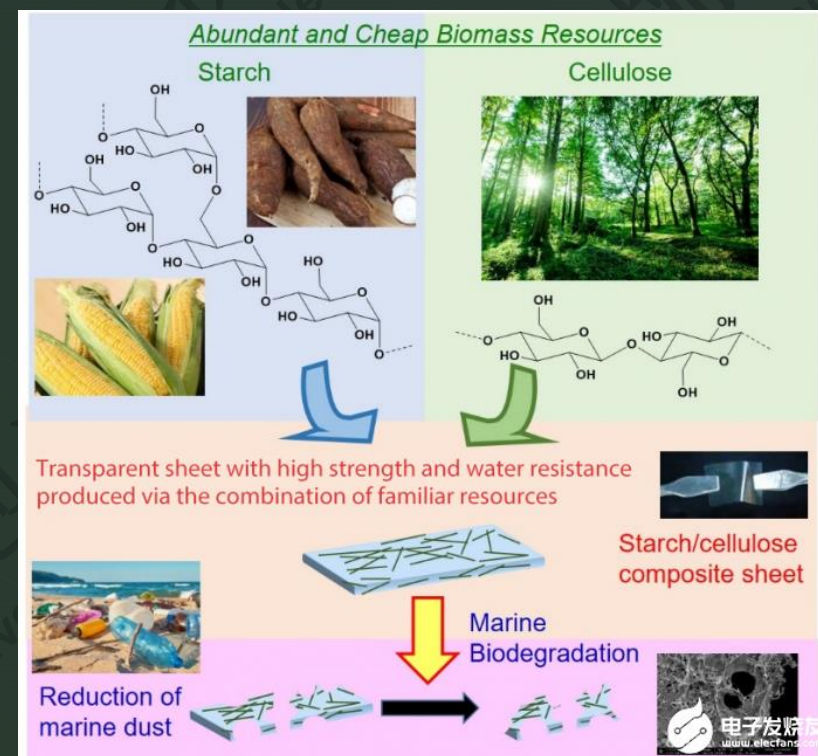 Abundant and Cheap Biomass Resources
Starch
Cellulose
OH
O
O
HO
OH
OH
O
O
O
HO
OH
O
O
HO
OH
HO
O
O
HO
OH
O
OH
O
O
HO
OH
O
HO
OH
O
OH
Transparent sheet with high strength and water resistance
produced via the combination of familiar resources
Starch/cellulose
composite sheet
Marine
Biodegradation
Reduction of
marine dust
电子发烧友
www.elecfans.com